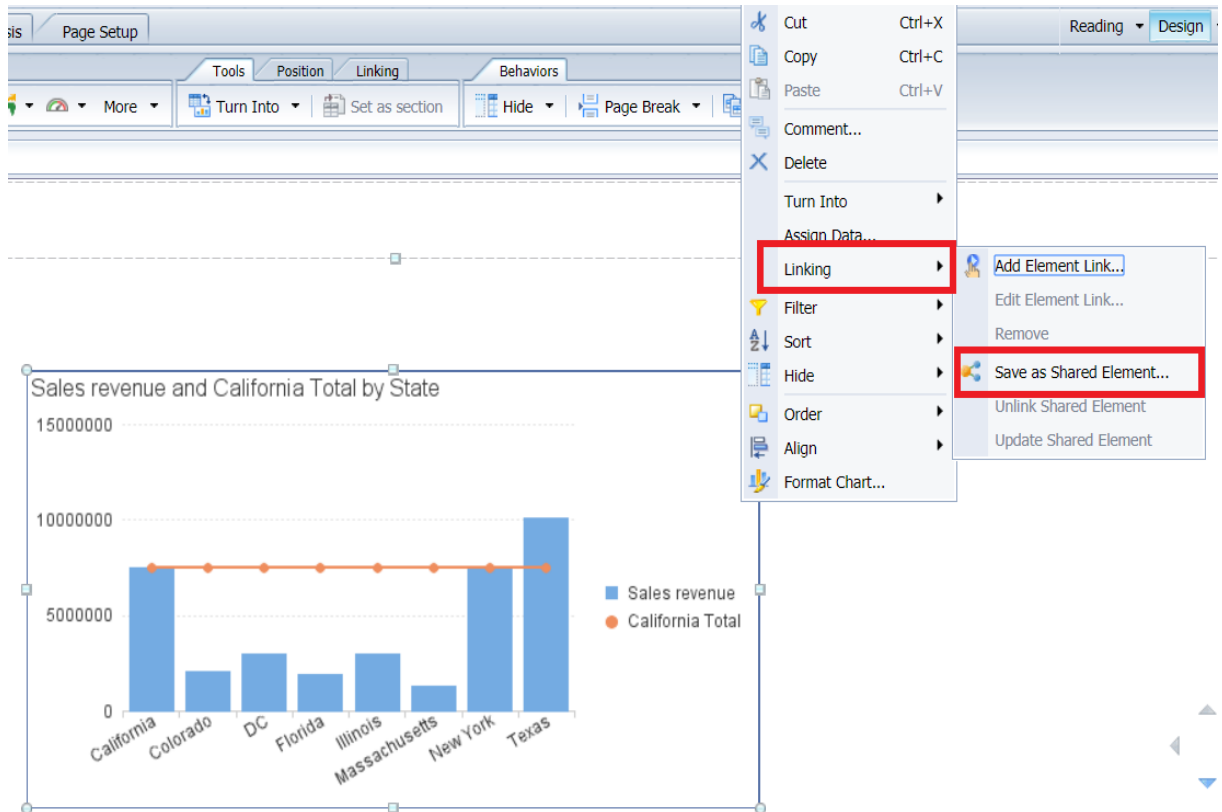 sis Page Setup Reading Design
Tools Position Linking Behaviors
More Turn Into Set as section Hide Page Break
Cut Ctrl+X
Copy Ctrl+C
Paste Ctrl+V
Comment...
Delete
Turn Into
Assign Data...
Linking
Filter
Sort
Hide
Order
Align
Format Chart...
Add Element Link...
Edit Element Link...
Remove
Save as Shared Element...
Unlink Shared Element
Update Shared Element
Sales revenue and California Total by State
15000000
10000000
5000000
0
California Colorado DC Florida Illinois Massachusetts New York Texas
Sales revenue
California Total